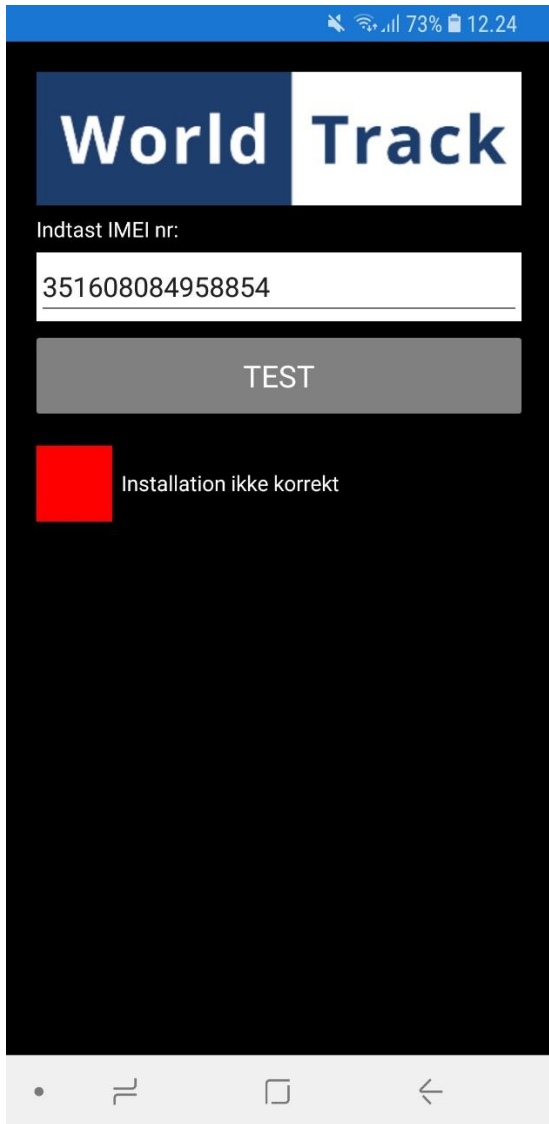 73% 12.24
World Track
Indtast IMEI nr:
351608084958854
TEST
Installation ikke korrekt